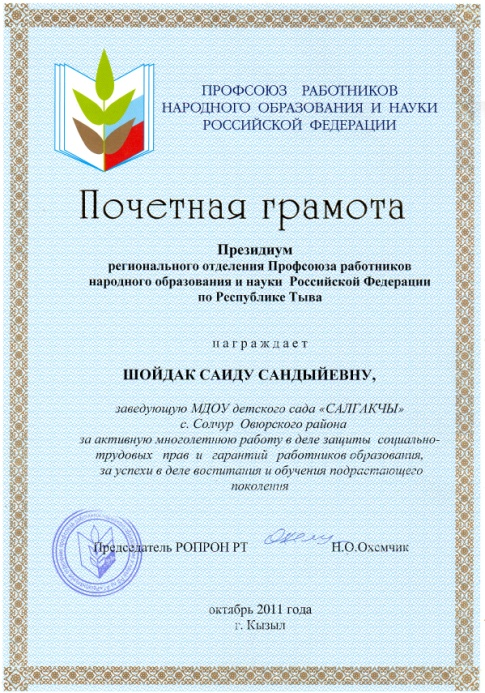 ПРОФСОЮЗ РАБОТНИКОВ
НАРОДНОГО ОБРАЗОВАНИЯ И НАУКИ
РОССИЙСКОЙ ФЕДЕРАЦИИ
Почетная грамота
Президиум
регионального отделения Профсоюза работников
народного образования и науки Российской Федерации
по Республике Тыва
награждает
ШОЙДАК САИДУ САНДЫЙЕВНУ,
заведующую МДОУ детского сада «САЛГАКЧЫ»
с. Солчур Овюрского района
за активную многолетнюю работу в деле защиты социально-
трудовых прав и гарантий работников образования,
за успехи в деле воспитания и обучения подрастающего
поколения
Председатель РОПРОН РТ Н.О.Охемчик
октябрь 2011 года
г. Кызыл